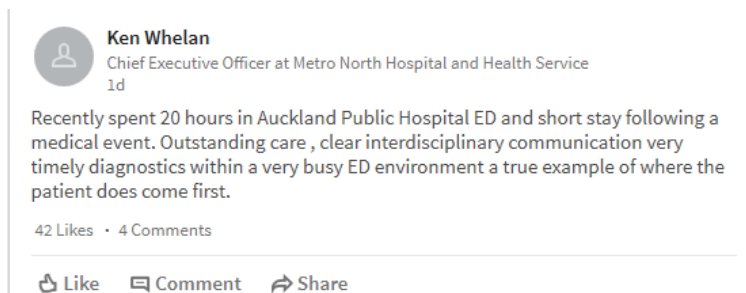 Ken Whelan
Chief Executive Officer at Metro North Hospital and Health Service
1d
Recently spent 20 hours in Auckland Public Hospital ED and short stay following a
medical event. Outstanding care , clear interdisciplinary communication very
timely diagnostics within a very busy ED environment a true example of where the
patient does come first.
42 Likes • 4 Comments
Like Comment Share